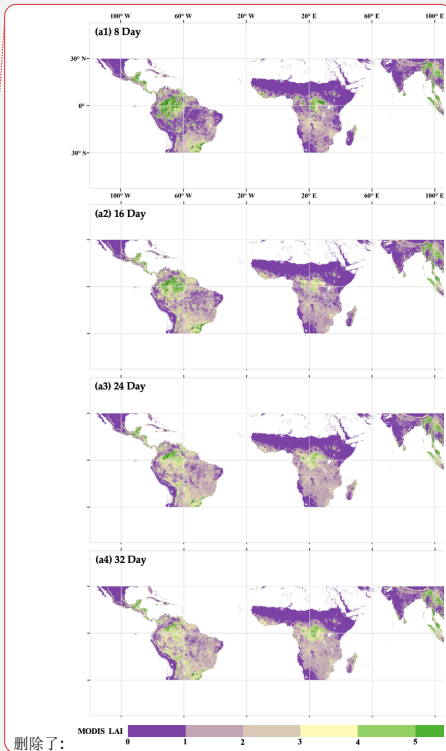 100° W 60° W 20° W 20° E 60° E 100° E
(a1) 8 Day
30° N
0°
30° S
100° W 60° W 20° W 20° E 60° E 100° E
(a2) 16 Day
(a3) 24 Day
(a4) 32 Day
MODIS LAI
0 1 2 3 4 5
删除了: